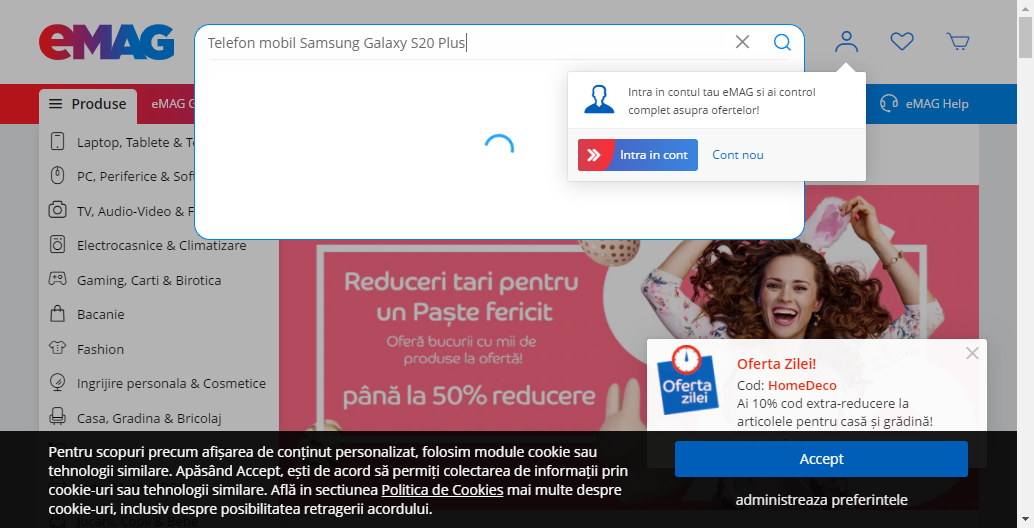 eMAG
Telefon mobil Samsung Galaxy S20 Plus
Intra in contul tau eMAG si ai control
complet asupra ofertelor!
Intra in cont
Cont nou
Produse
eMAG G
eMAG Help
Laptop, Tablete & Te
PC, Periferice & Soft
TV, Audio-Video & F
Electrocasnice & Climatizare
Gaming, Carti & Birotica
Bacanie
Fashion
Ingrijire personala & Cosmetice
Casa, Gradina & Bricolaj
Reduceri tari pentru
un Paște fericit
Oferă bucurii cu mii de
produse la ofertă!
până la 50% reducere
Oferta
zilei
Oferta Zilei!
Cod: HomeDeco
Ai 10% cod extra-reducere la
articolele pentru casă și grădină!
Pentru scopuri precum afișarea de conținut personalizat, folosim module cookie sau
tehnologii similare. Apăsând Accept, ești de acord să permiți colectarea de informații prin
cookie-uri sau tehnologii similare. Află in sectiunea Politica de Cookies mai multe despre
cookie-uri, inclusiv despre posibilitatea retragerii acordului.
Accept
administreaza preferintele
Jucarii, Copii & Bebe